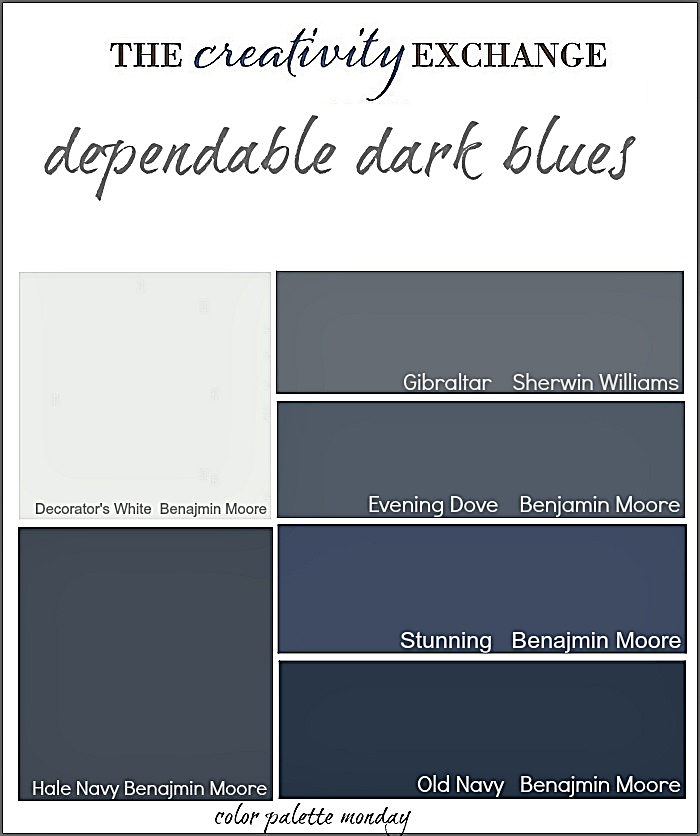 THE creativity EXCHANGE
dependable dark blues
Gibraltar Sherwin Williams
Decorator's White Benajmin Moore
Evening Dove Benjamin Moore
Stunning Benajmin Moore
Hale Navy Benajmin Moore
Old Navy Benajmin Moore
color palette monday